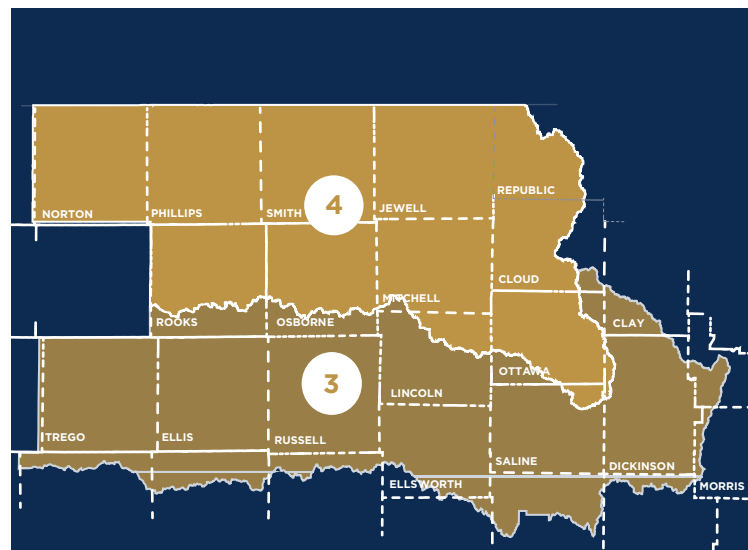 REPUBLIC
NORTON
PHILLIPS
SMITH
4
JEWELL
CLOUD
MITCHELL
ROOKS
OSBORNE
CLAY
3
OTTAWA
LINCOLN
TREGO
ELLIS
RUSSELL
SALINE
DICKINSON
ELLSWORTH
MORRIS